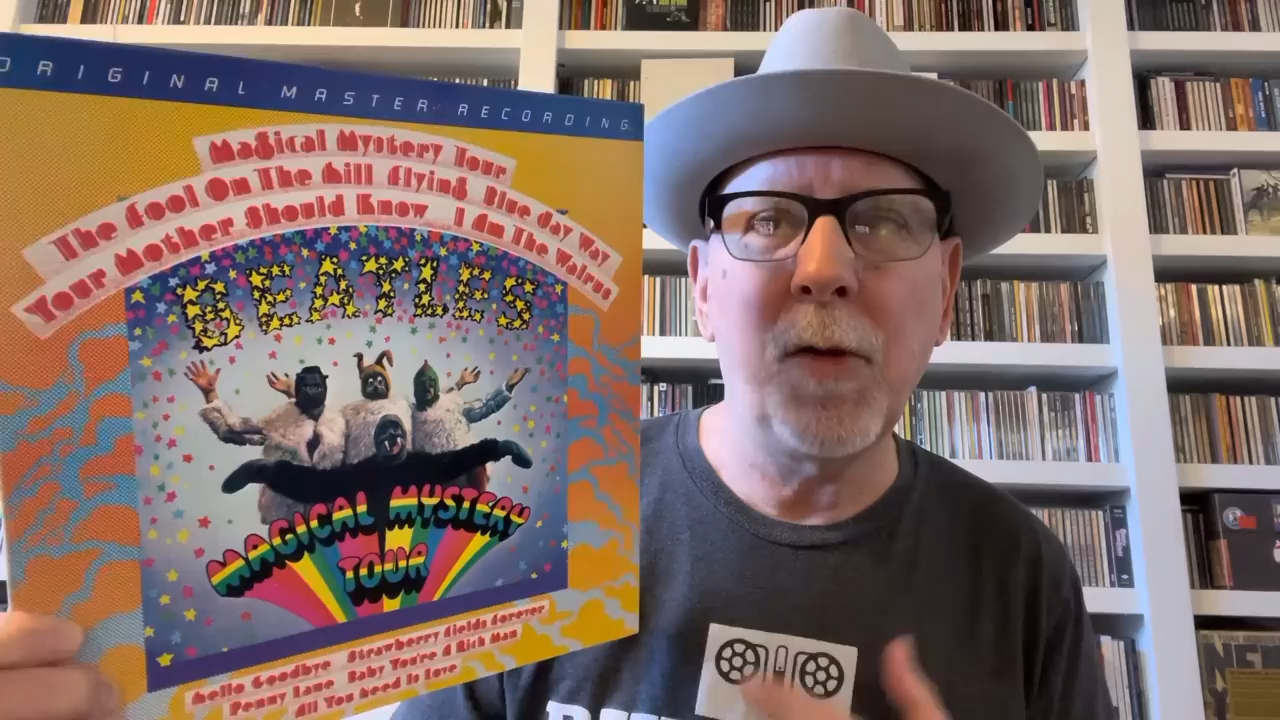 ORIGINAL MASTER RECORDING
Magical Mystery Tour
The Fool On The Hill Flying Blue Jay Way
Your Mother Should Know I Am The Walrus
BEATLES
MAGICAL MYSTERY
TOUR
Hello Goodbye Strawberry Fields Forever
Penny Lane Baby You're A Rich Man
All You Need Is Love